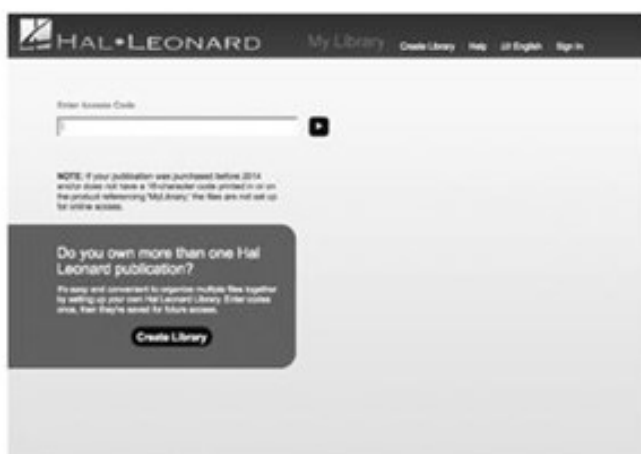 HAL•LEONARD
My Library
Create Library Help US English Sign In
Enter Access Code
NOTE: If your publication was purchased before 2014
and/or does not have a 16-character code printed in or on
the product referencing "MyLibrary," the files are not set up
for online access.
Do you own more than one Hal
Leonard publication?
It's easy and convenient to organize multiple files together
by setting up your own Hal Leonard Library. Enter codes
once, then they're saved for future access.
Create Library